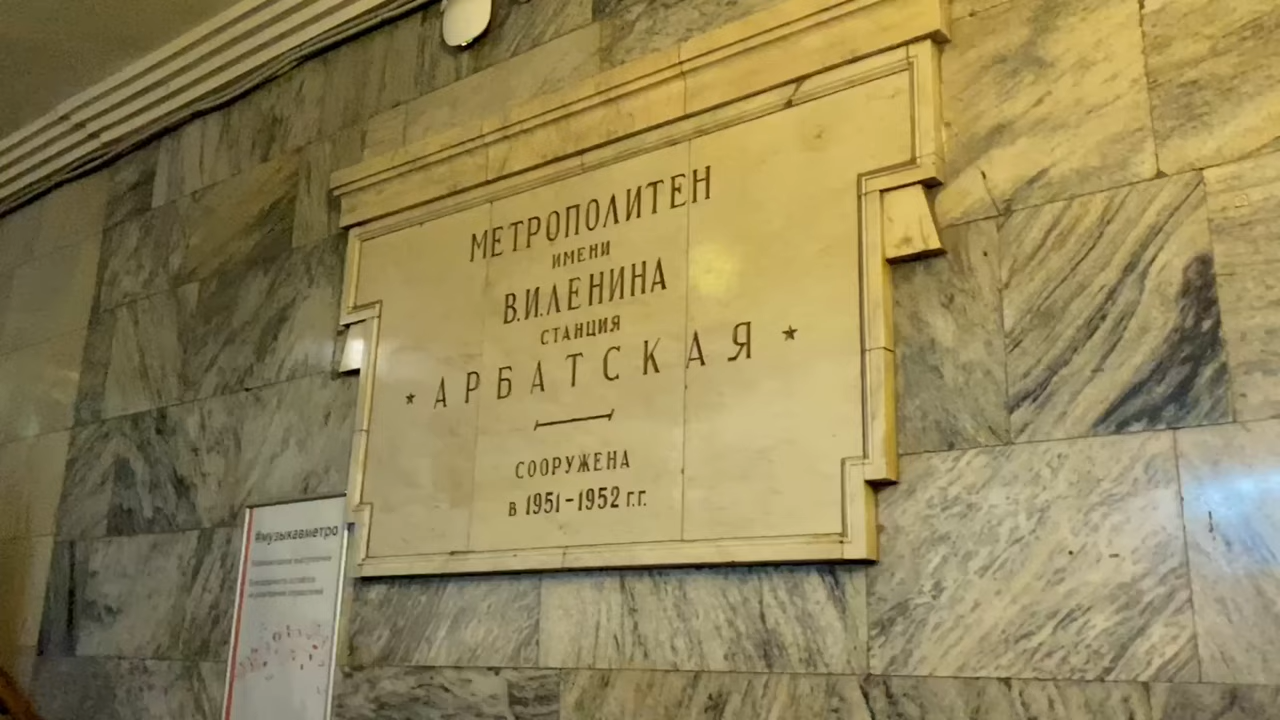 МЕТРОПОЛИТЕН
ИМЕНИ
В.И.ЛЕНИНА
СТАНЦИЯ
★ АРБАТСКАЯ ★
СООРУЖЕНА
В 1951-1952 Г.Г.
#музыкавметро